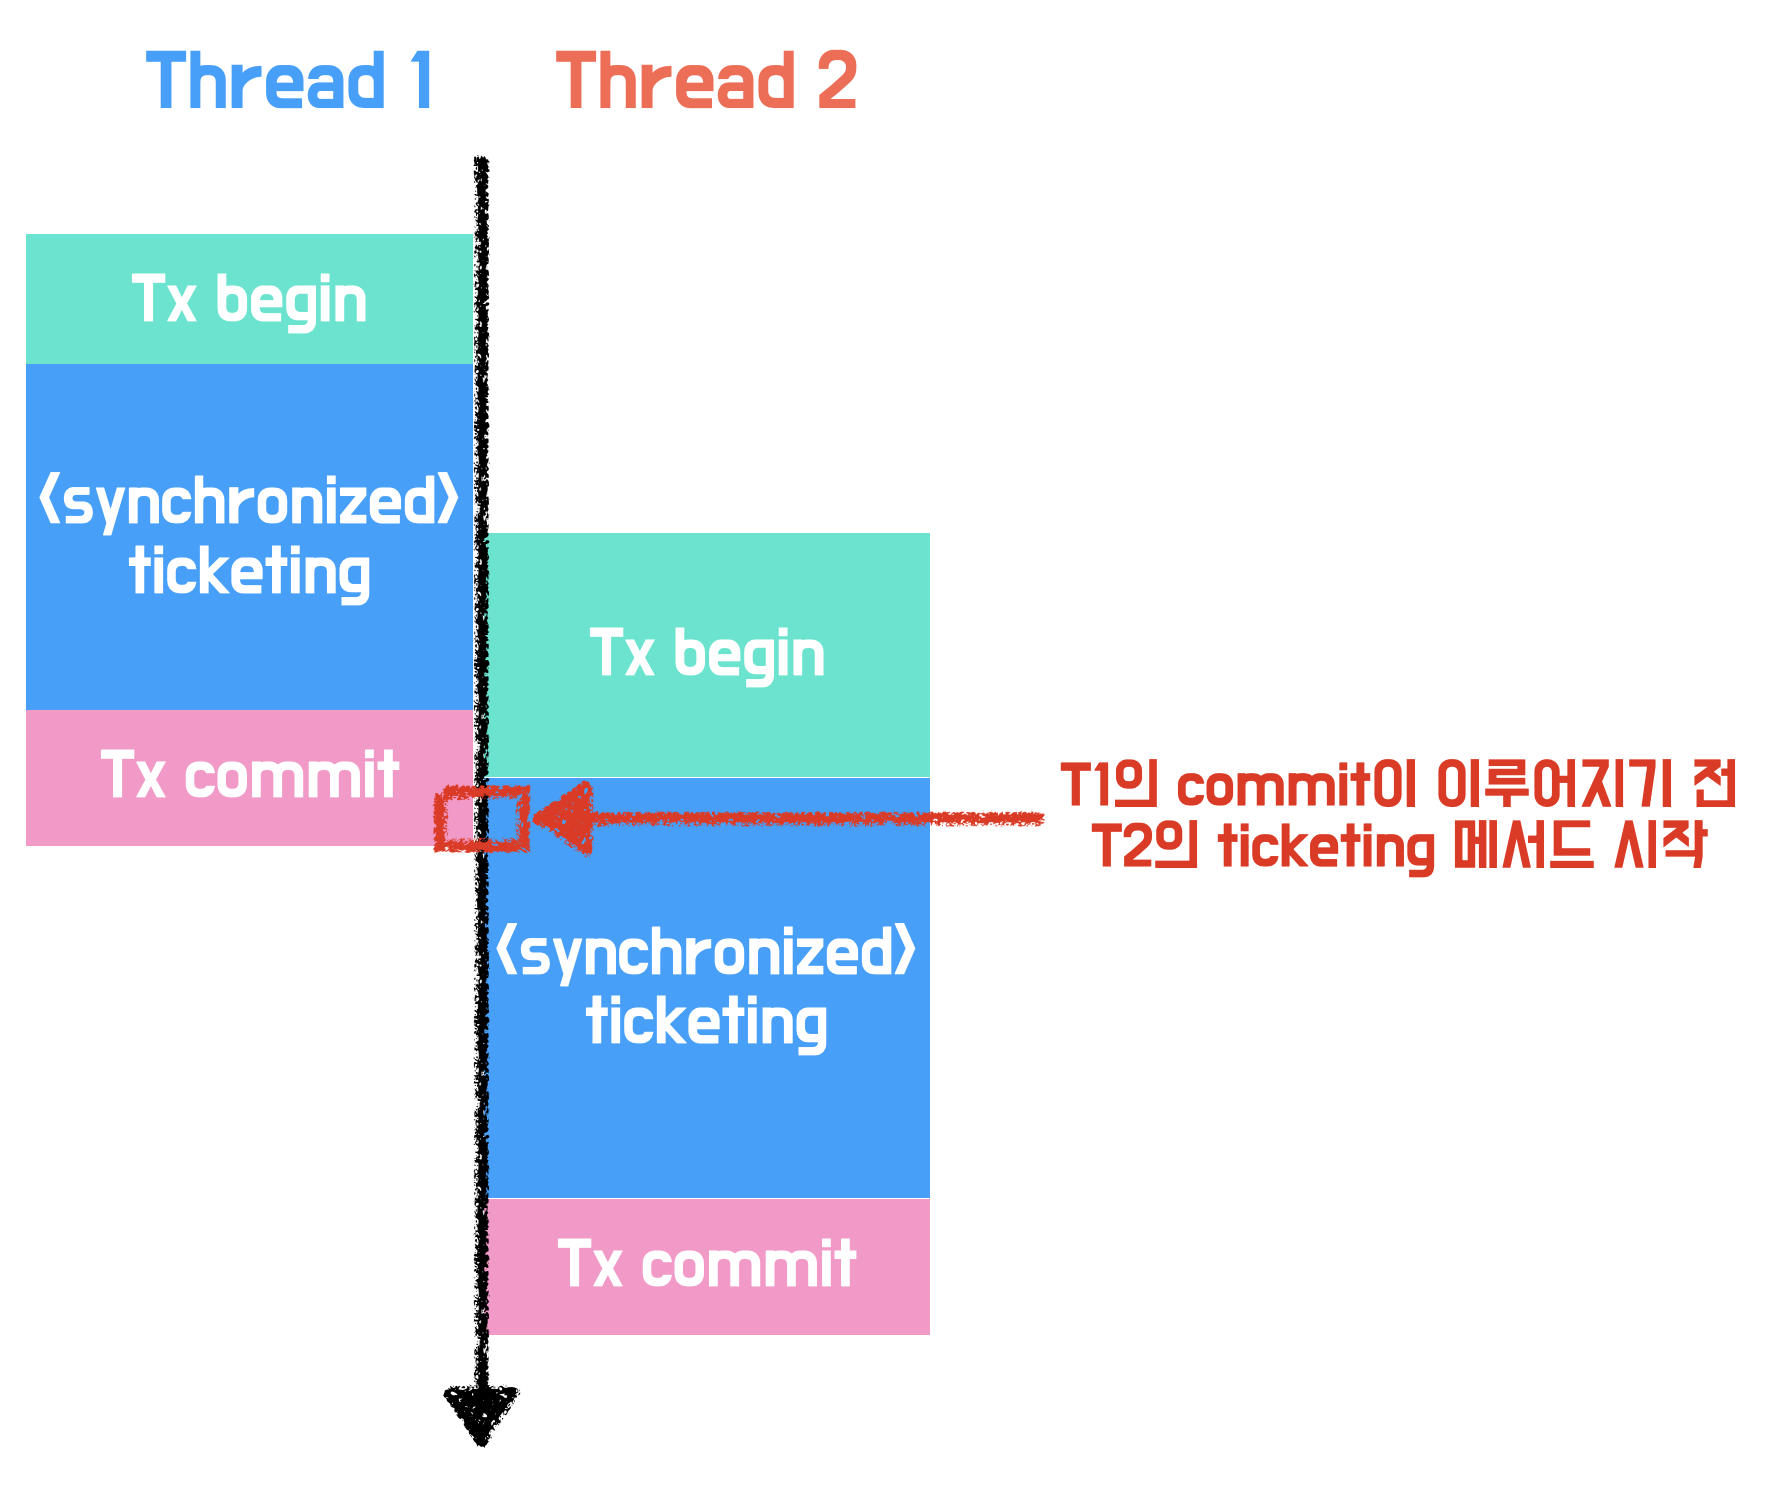 Thread 1
Thread 2
Tx begin
<synchronized>
ticketing
Tx commit
Tx begin
<synchronized>
ticketing
Tx commit
T1의 commit이 이루어지기 전
T2의 ticketing 메서드 시작